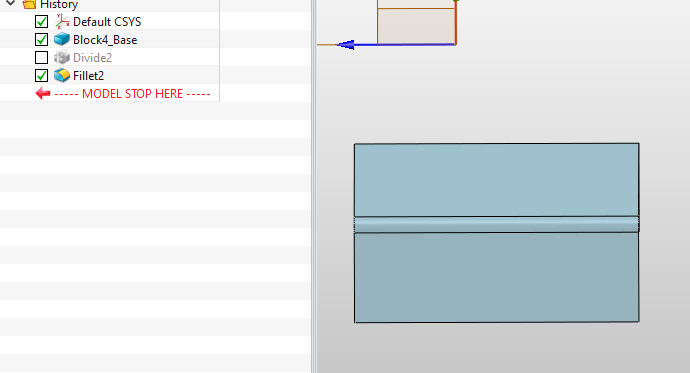 History
Default CSYS
Block4_Base
Divide2
Fillet2
----- MODEL STOP HERE -----